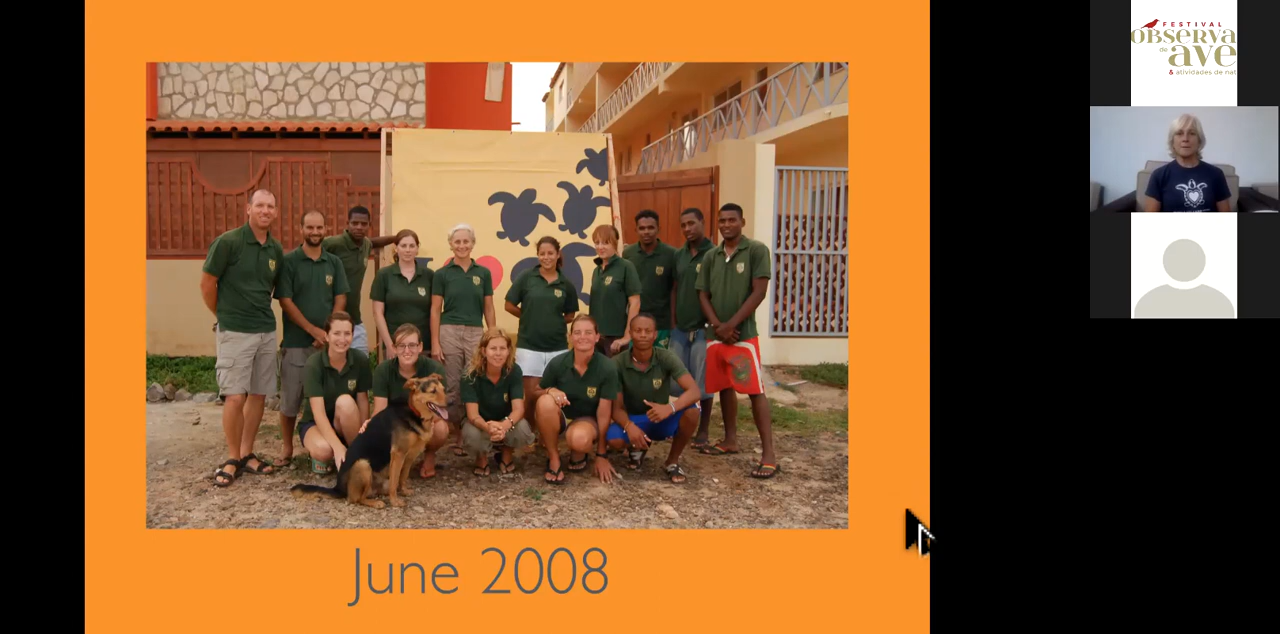 June 2008
FESTIVAL
OBSERVA
de
ave
& atividades de nat